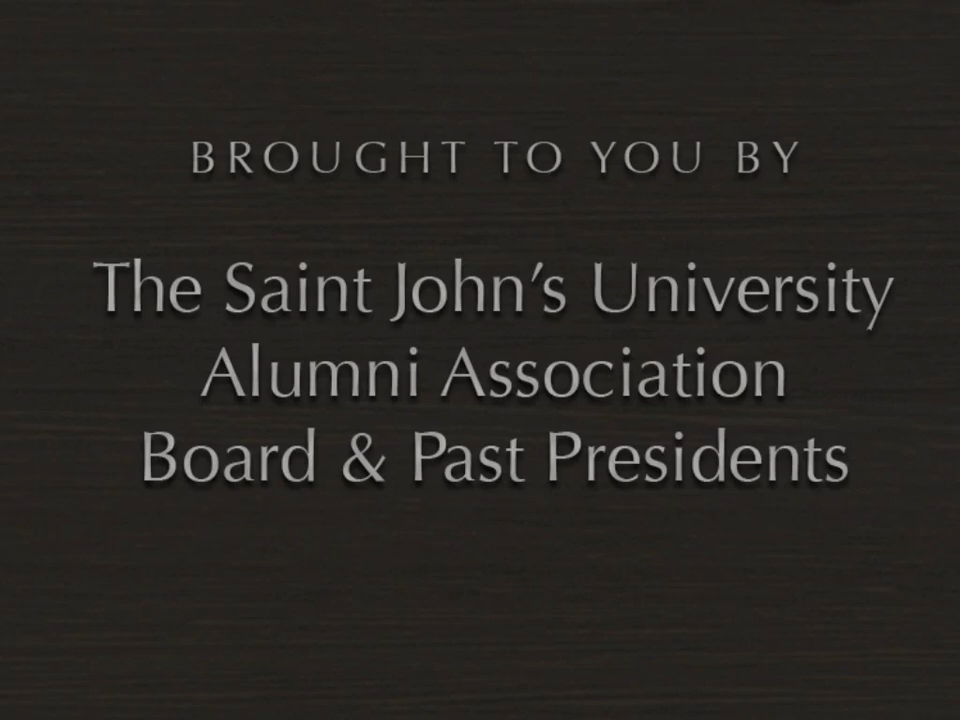 BROUGHT TO YOU BY
The Saint John’s University
Alumni Association
Board & Past Presidents